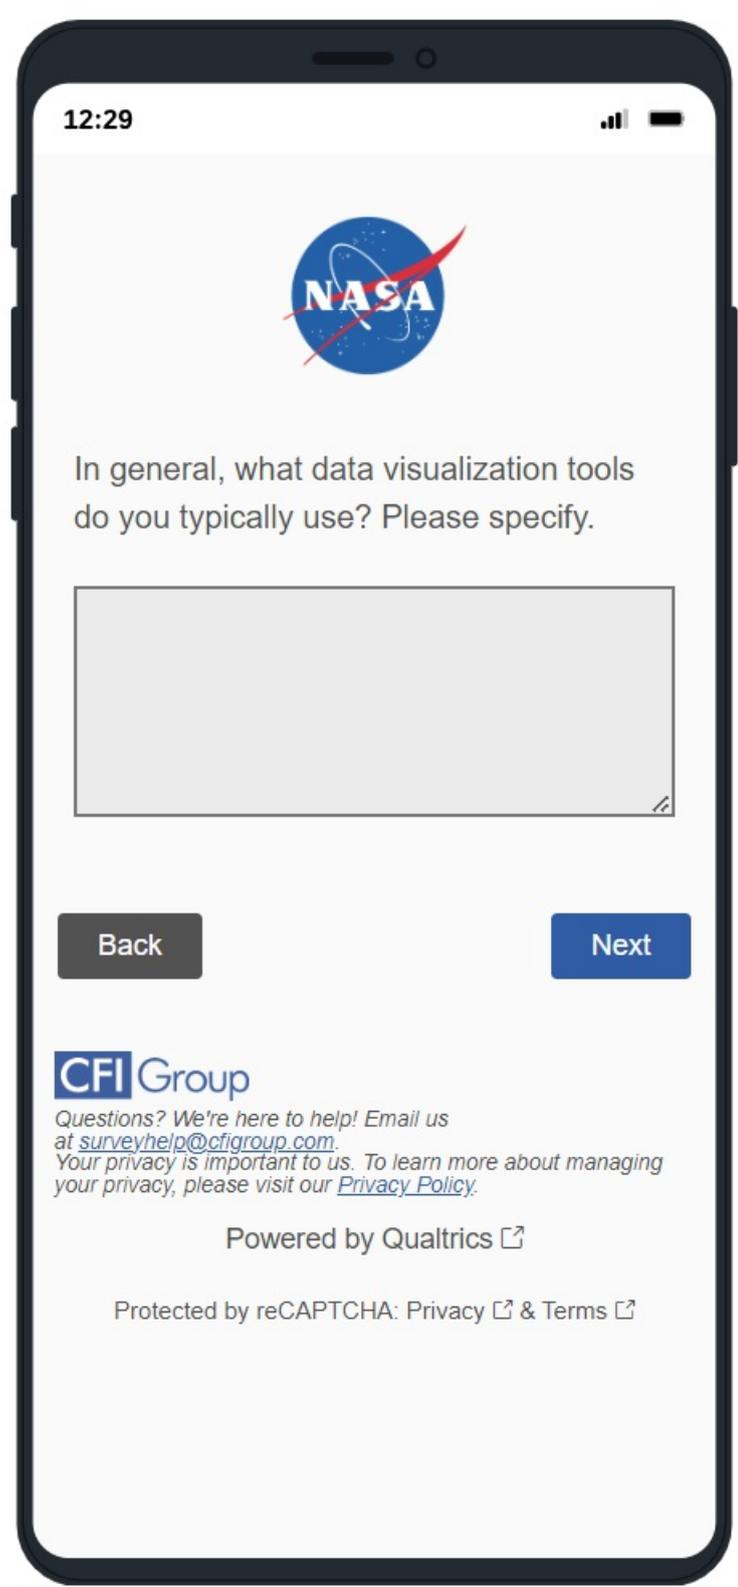 12:29
NASA
In general, what data visualization tools
do you typically use? Please specify.
Back
Next
CFI Group
Questions? We're here to help! Email us
at surveyhelp@cfigroup.com.
Your privacy is important to us. To learn more about managing
your privacy, please visit our Privacy Policy.
Powered by Qualtrics
Protected by reCAPTCHA: Privacy & Terms